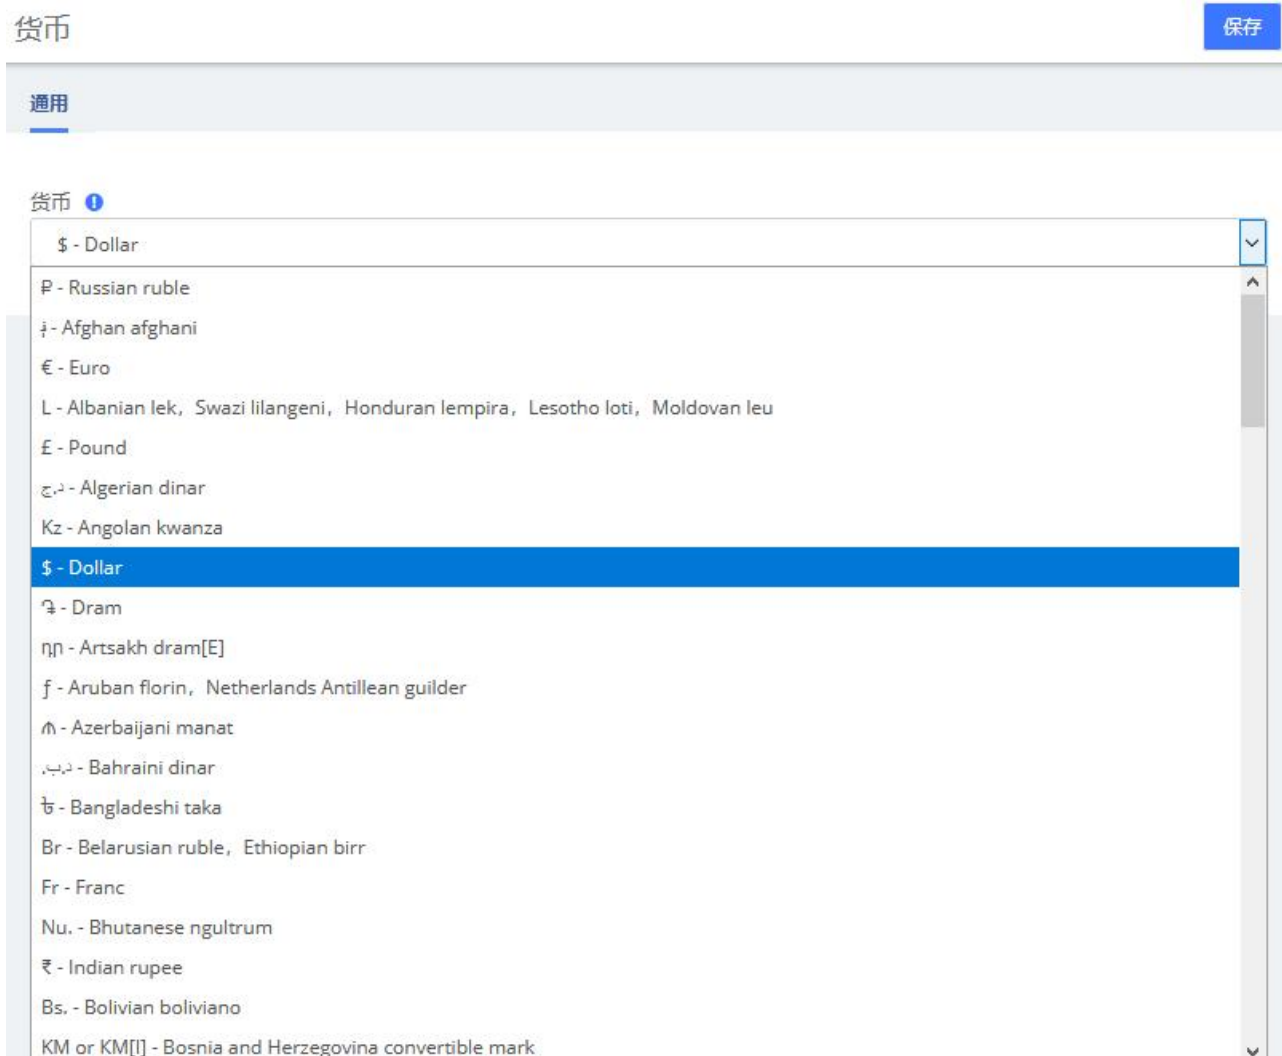 货币
保存
通用
货币
$ - Dollar
₽ - Russian ruble
؋ - Afghan afghani
€ - Euro
L - Albanian lek，Swazi lilangeni，Honduran lempira，Lesotho loti，Moldovan leu
£ - Pound
د.ج - Algerian dinar
Kz - Angolan kwanza
$ - Dollar
֏ - Dram
դր - Artsakh dram[E]
ƒ - Aruban florin，Netherlands Antillean guilder
₼ - Azerbaijani manat
.د.ب - Bahraini dinar
৳ - Bangladeshi taka
Br - Belarusian ruble，Ethiopian birr
Fr - Franc
Nu. - Bhutanese ngultrum
₹ - Indian rupee
Bs. - Bolivian boliviano
KM or КМ[I] - Bosnia and Herzegovina convertible mark